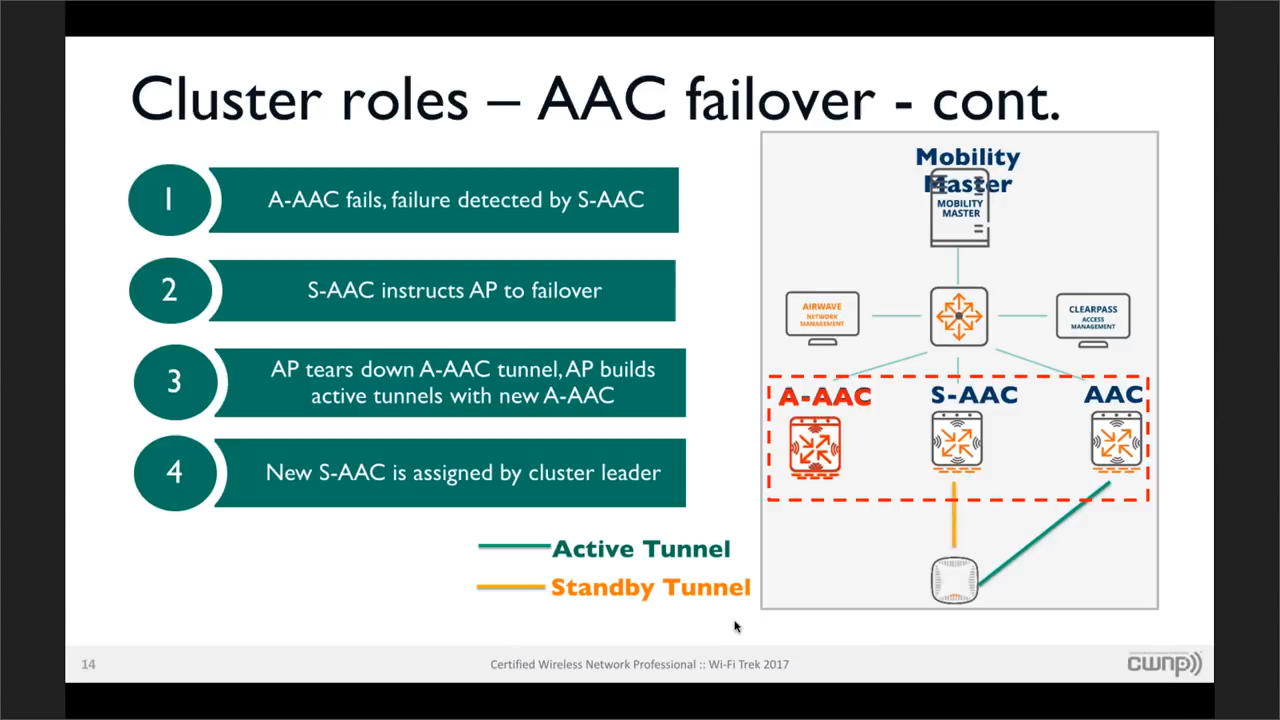 Cluster roles – AAC failover - cont.
1
A-AAC fails, failure detected by S-AAC
2
S-AAC instructs AP to failover
3
AP tears down A-AAC tunnel, AP builds
active tunnels with new A-AAC
4
New S-AAC is assigned by cluster leader
Active Tunnel
Standby Tunnel
Mobility
Master
MOBILITY
MASTER
AIRWAVE
NETWORK
MANAGEMENT
CLEARPASS
ACCESS
MANAGEMENT
A-AAC
S-AAC
AAC
14
Certified Wireless Network Professional :: Wi-Fi Trek 2017
cwnp